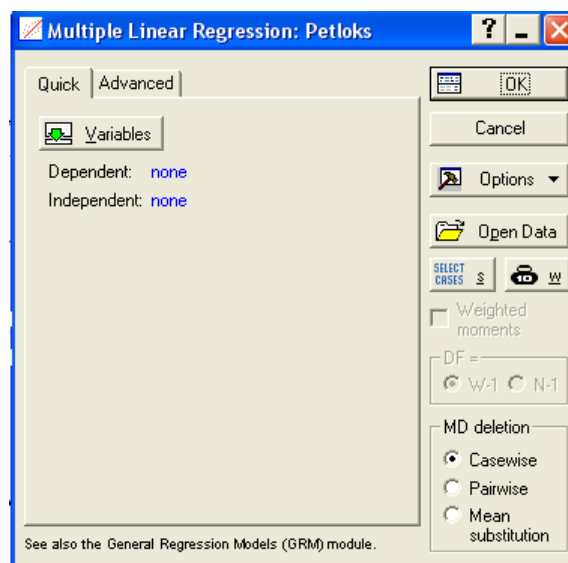 Multiple Linear Regression: Petloks
Quick
Advanced
Variables
Dependent: none
Independent: none
See also the General Regression Models (GRM) module.
OK
Cancel
Options
Open Data
SELECT CASES S
W
Weighted
moments
DF =
W-1 N-1
MD deletion
Casewise
Pairwise
Mean
substitution